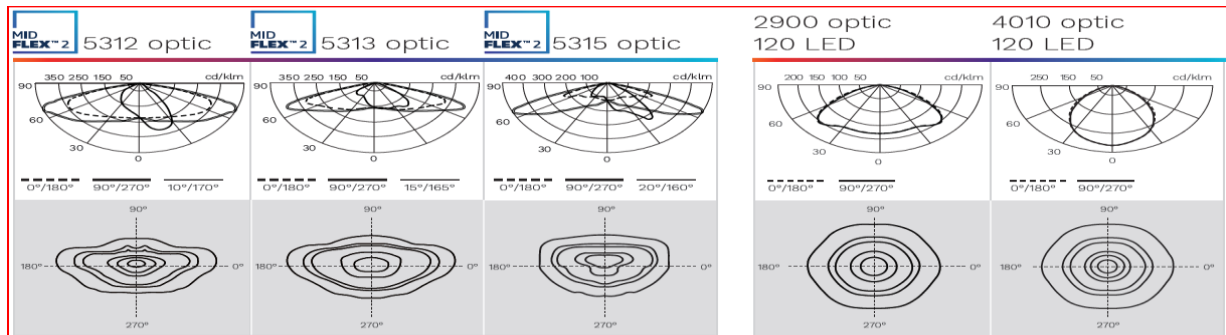 MID
FLEX™2 5312 optic
350 250 150 50 cd/klm
90
60
30
0
0°/180° 90°/270° 10°/170°
90°
180° 0°
270°
MID
FLEX™2 5313 optic
350 250 150 50 cd/klm
90
60
30
0
0°/180° 90°/270° 15°/165°
90°
180° 0°
270°
MID
FLEX™2 5315 optic
400 300 200 100 cd/klm
90
60
30
0
0°/180° 90°/270° 20°/160°
90°
180° 0°
270°
2900 optic
120 LED
200 150 100 50 cd/klm
90
60
30
0
0°/180° 90°/270°
90°
180° 0°
270°
4010 optic
120 LED
250 150 50 cd/klm
90
60
30
0
0°/180° 90°/270°
90°
180° 0°
270°